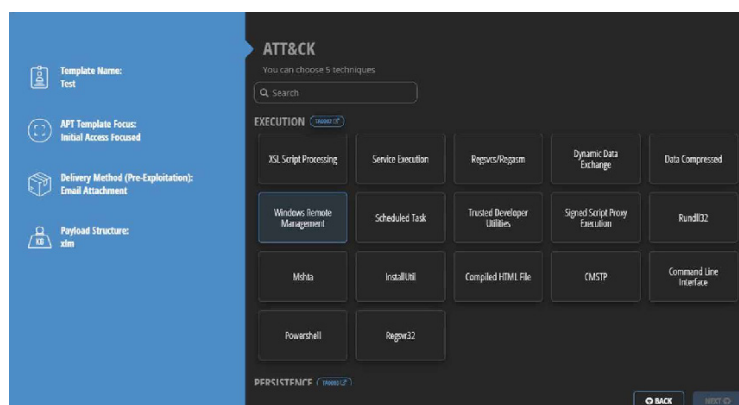 ATT&CK
You can choose 5 techniques
Search
Template Name:
Test
APT Template Focus:
Initial Access Focused
Delivery Method (Pre-Exploitation):
Email Attachment
Payload Structure:
xlm
EXECUTION
XSL Script Processing
Service Execution
Regsvcs/Regasm
Dynamic Data
Exchange
Data Compressed
Windows Remote
Management
Scheduled Task
Trusted Developer
Utilities
Signed Script Proxy
Execution
Rundll32
Mshta
InstallUtil
Compiled HTML File
CMSTP
Command Line
Interface
Powershell
Regsvr32
PERSISTENCE
BACK
NEXT